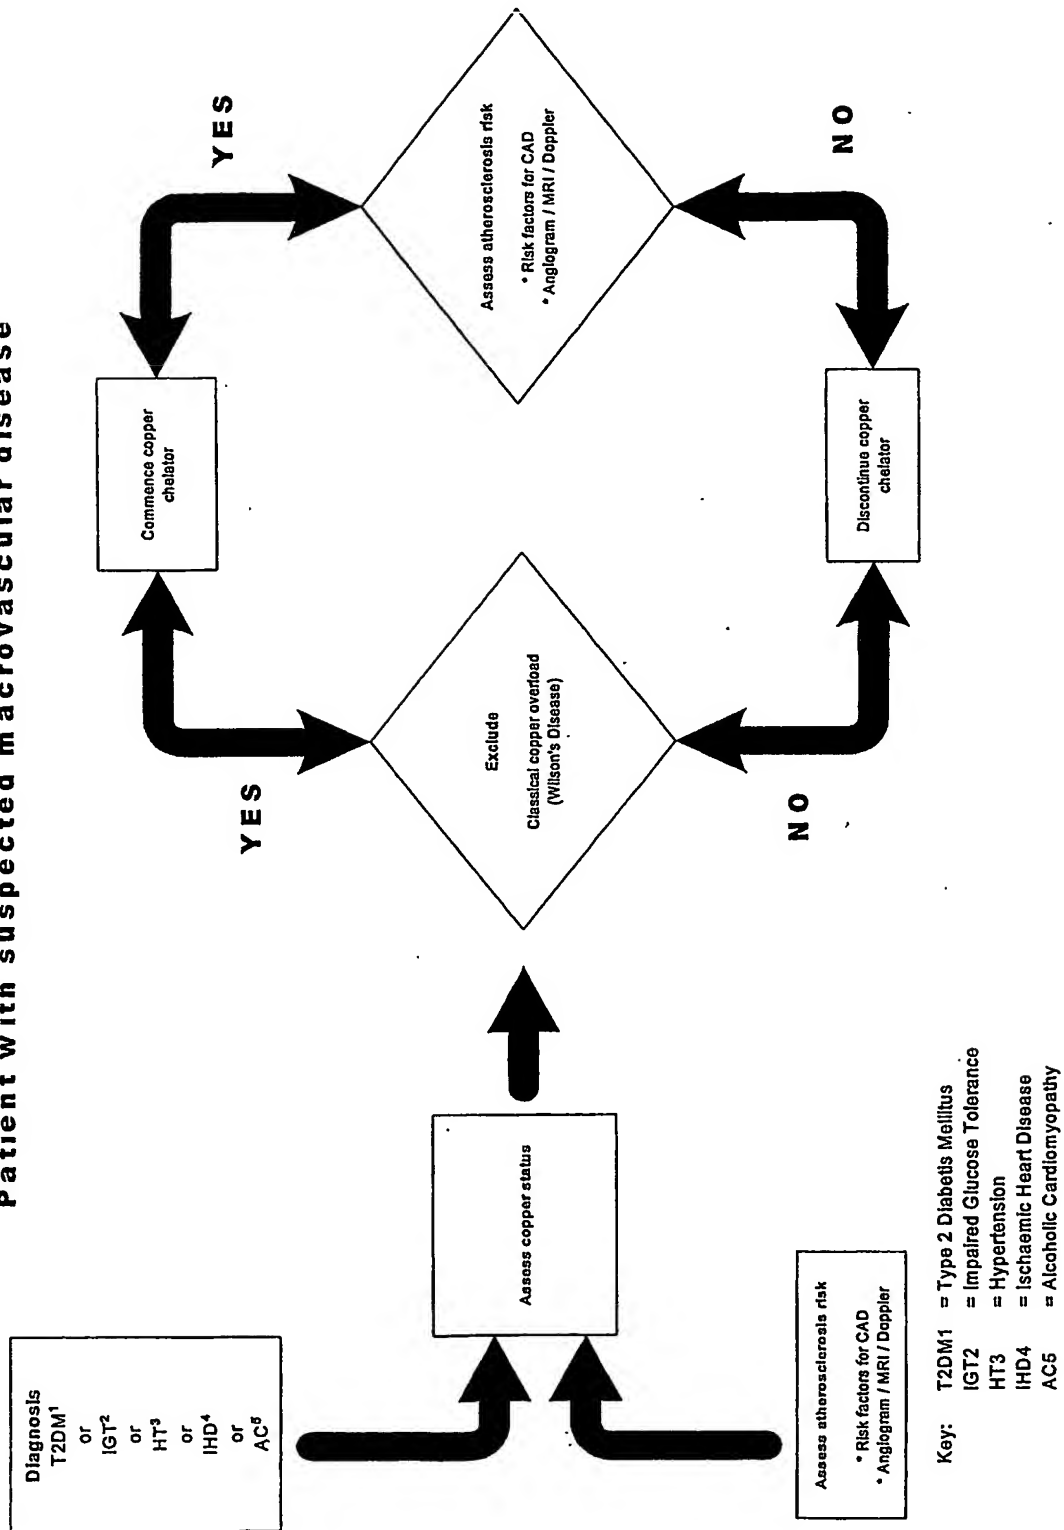 Patient with suspected macrovascular disease
Diagnosis
T2DM¹
or
IGT²
or
HT³
or
IHD⁴
or
AC⁵
Assess atherosclerosis risk
* Risk factors for CAD
* Angiogram / MRI / Doppler
Assess copper status
Exclude
Classical copper overload
(Wilson's Disease)
YES
NO
Commence copper
chelator
Discontinue copper
chelator
YES
NO
Assess atherosclerosis risk
* Risk factors for CAD
* Angiogram / MRI / Doppler
Key: T2DM1 = Type 2 Diabetis Mellitus
IGT2 = Impaired Glucose Tolerance
HT3 = Hypertension
IHD4 = Ischaemic Heart Disease
AC5 = Alcoholic Cardiomyopathy